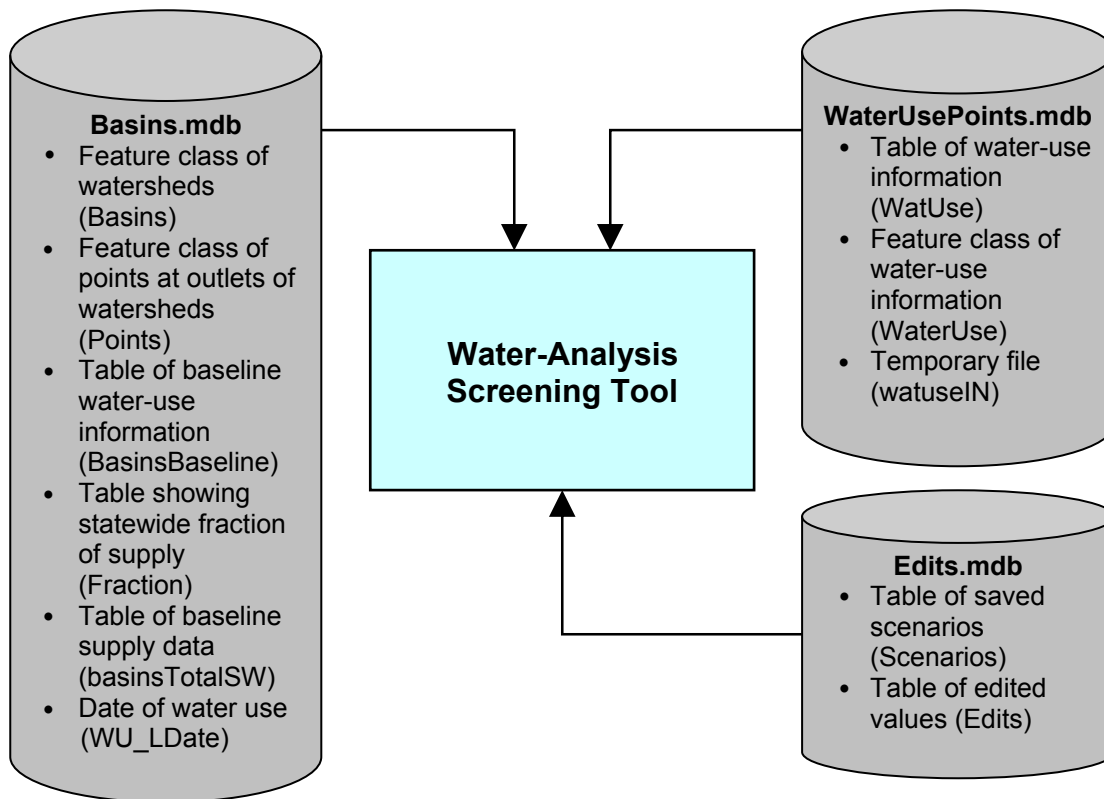 Basins.mdb
• Feature class of
watersheds
(Basins)
• Feature class of
points at outlets of
watersheds
(Points)
• Table of baseline
water-use
information
(BasinsBaseline)
• Table showing
statewide fraction
of supply
(Fraction)
• Table of baseline
supply data
(basinsTotalSW)
• Date of water use
(WU_LDate)
Water-Analysis
Screening Tool
WaterUsePoints.mdb
• Table of water-use
information
(WatUse)
• Feature class of
water-use
information
(WaterUse)
• Temporary file
(watuseIN)
Edits.mdb
• Table of saved
scenarios
(Scenarios)
• Table of edited
values (Edits)